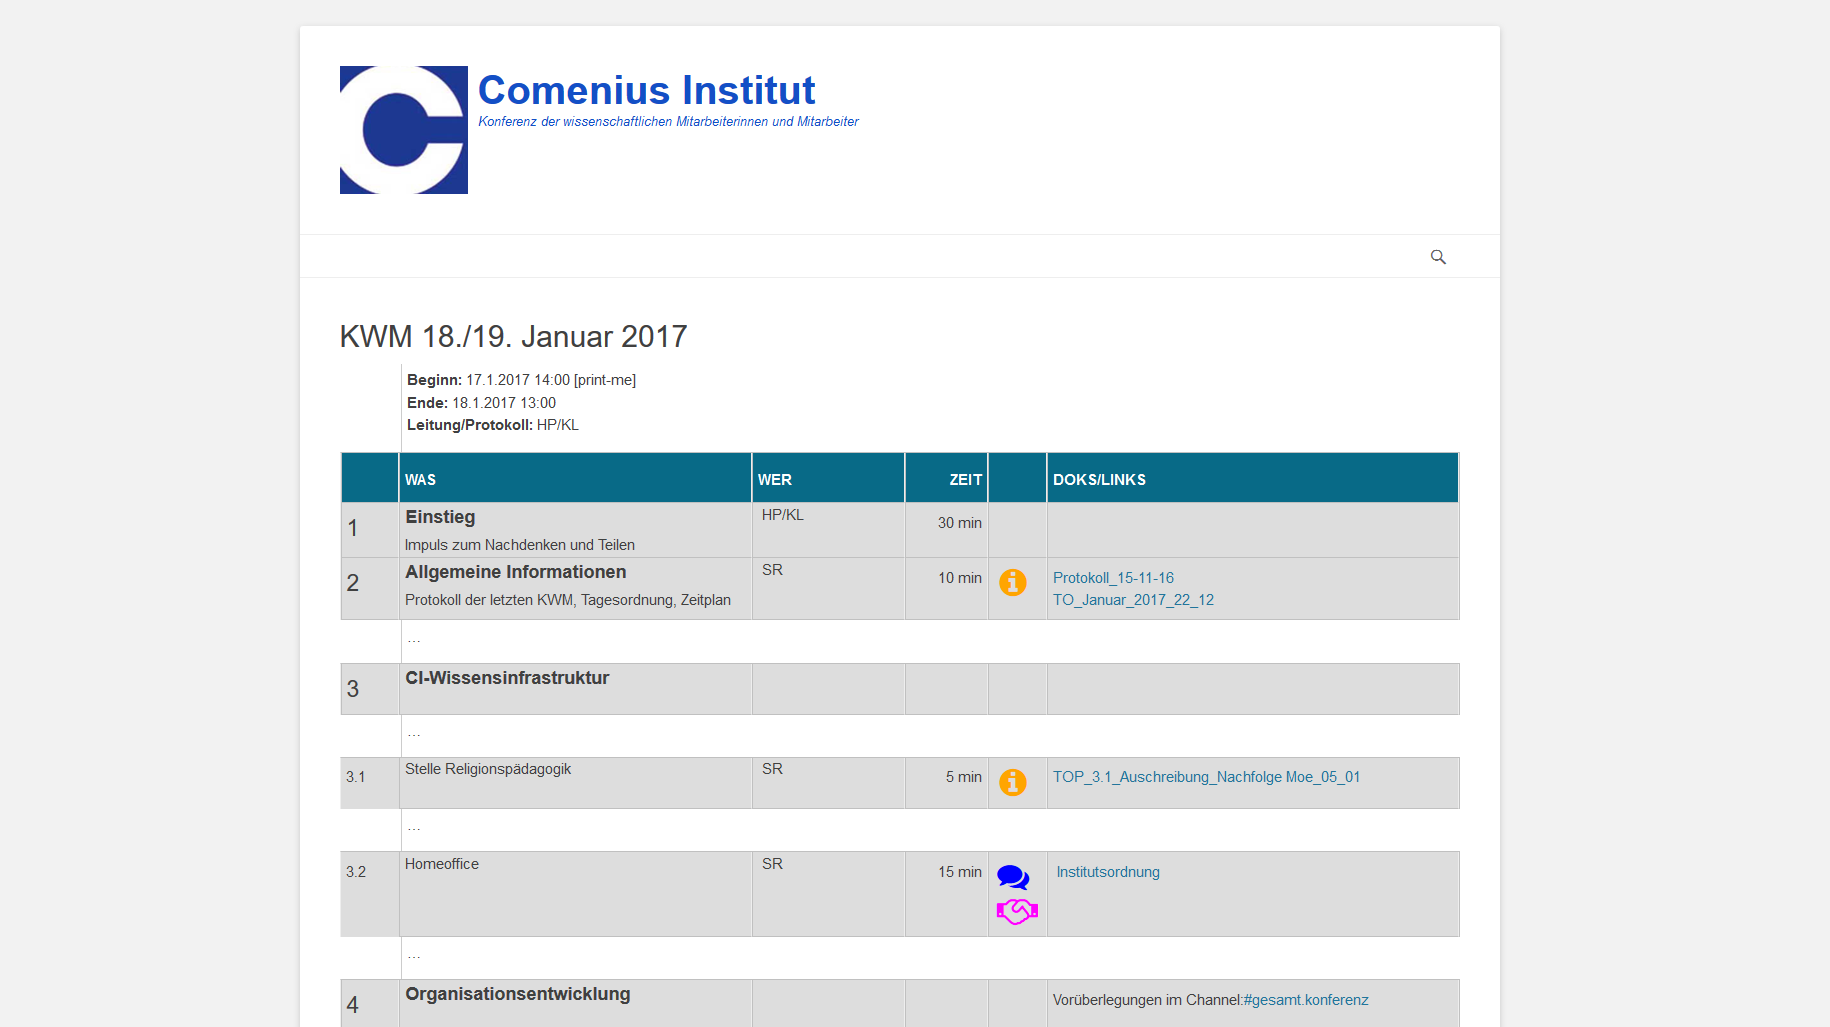 Comenius Institut
Konferenz der wissenschaftlichen Mitarbeiterinnen und Mitarbeiter
KWM 18./19. Januar 2017
Beginn: 17.1.2017 14:00 [print-me]
Ende: 18.1.2017 13:00
Leitung/Protokoll: HP/KL
WAS WER ZEIT DOKS/LINKS
1 Einstieg HP/KL 30 min
Impuls zum Nachdenken und Teilen
2 Allgemeine Informationen SR 10 min Protokoll_15-11-16
Protokoll der letzten KWM, Tagesordnung, Zeitplan TO_Januar_2017_22_12
...
3 CI-Wissensinfrastruktur
...
3.1 Stelle Religionspädagogik SR 5 min TOP_3.1_Auschreibung_Nachfolge Moe_05_01
...
3.2 Homeoffice SR 15 min Institutsordnung
...
4 Organisationsentwicklung Vorüberlegungen im Channel:#gesamt.konferenz